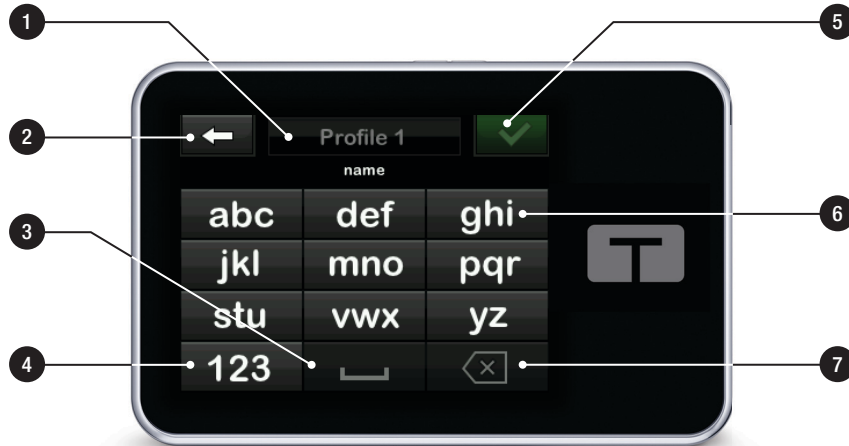 1
5
2
Profile 1
name
abc def ghi
6
3
jkl mno pqr
stu vwx yz
4
123
7